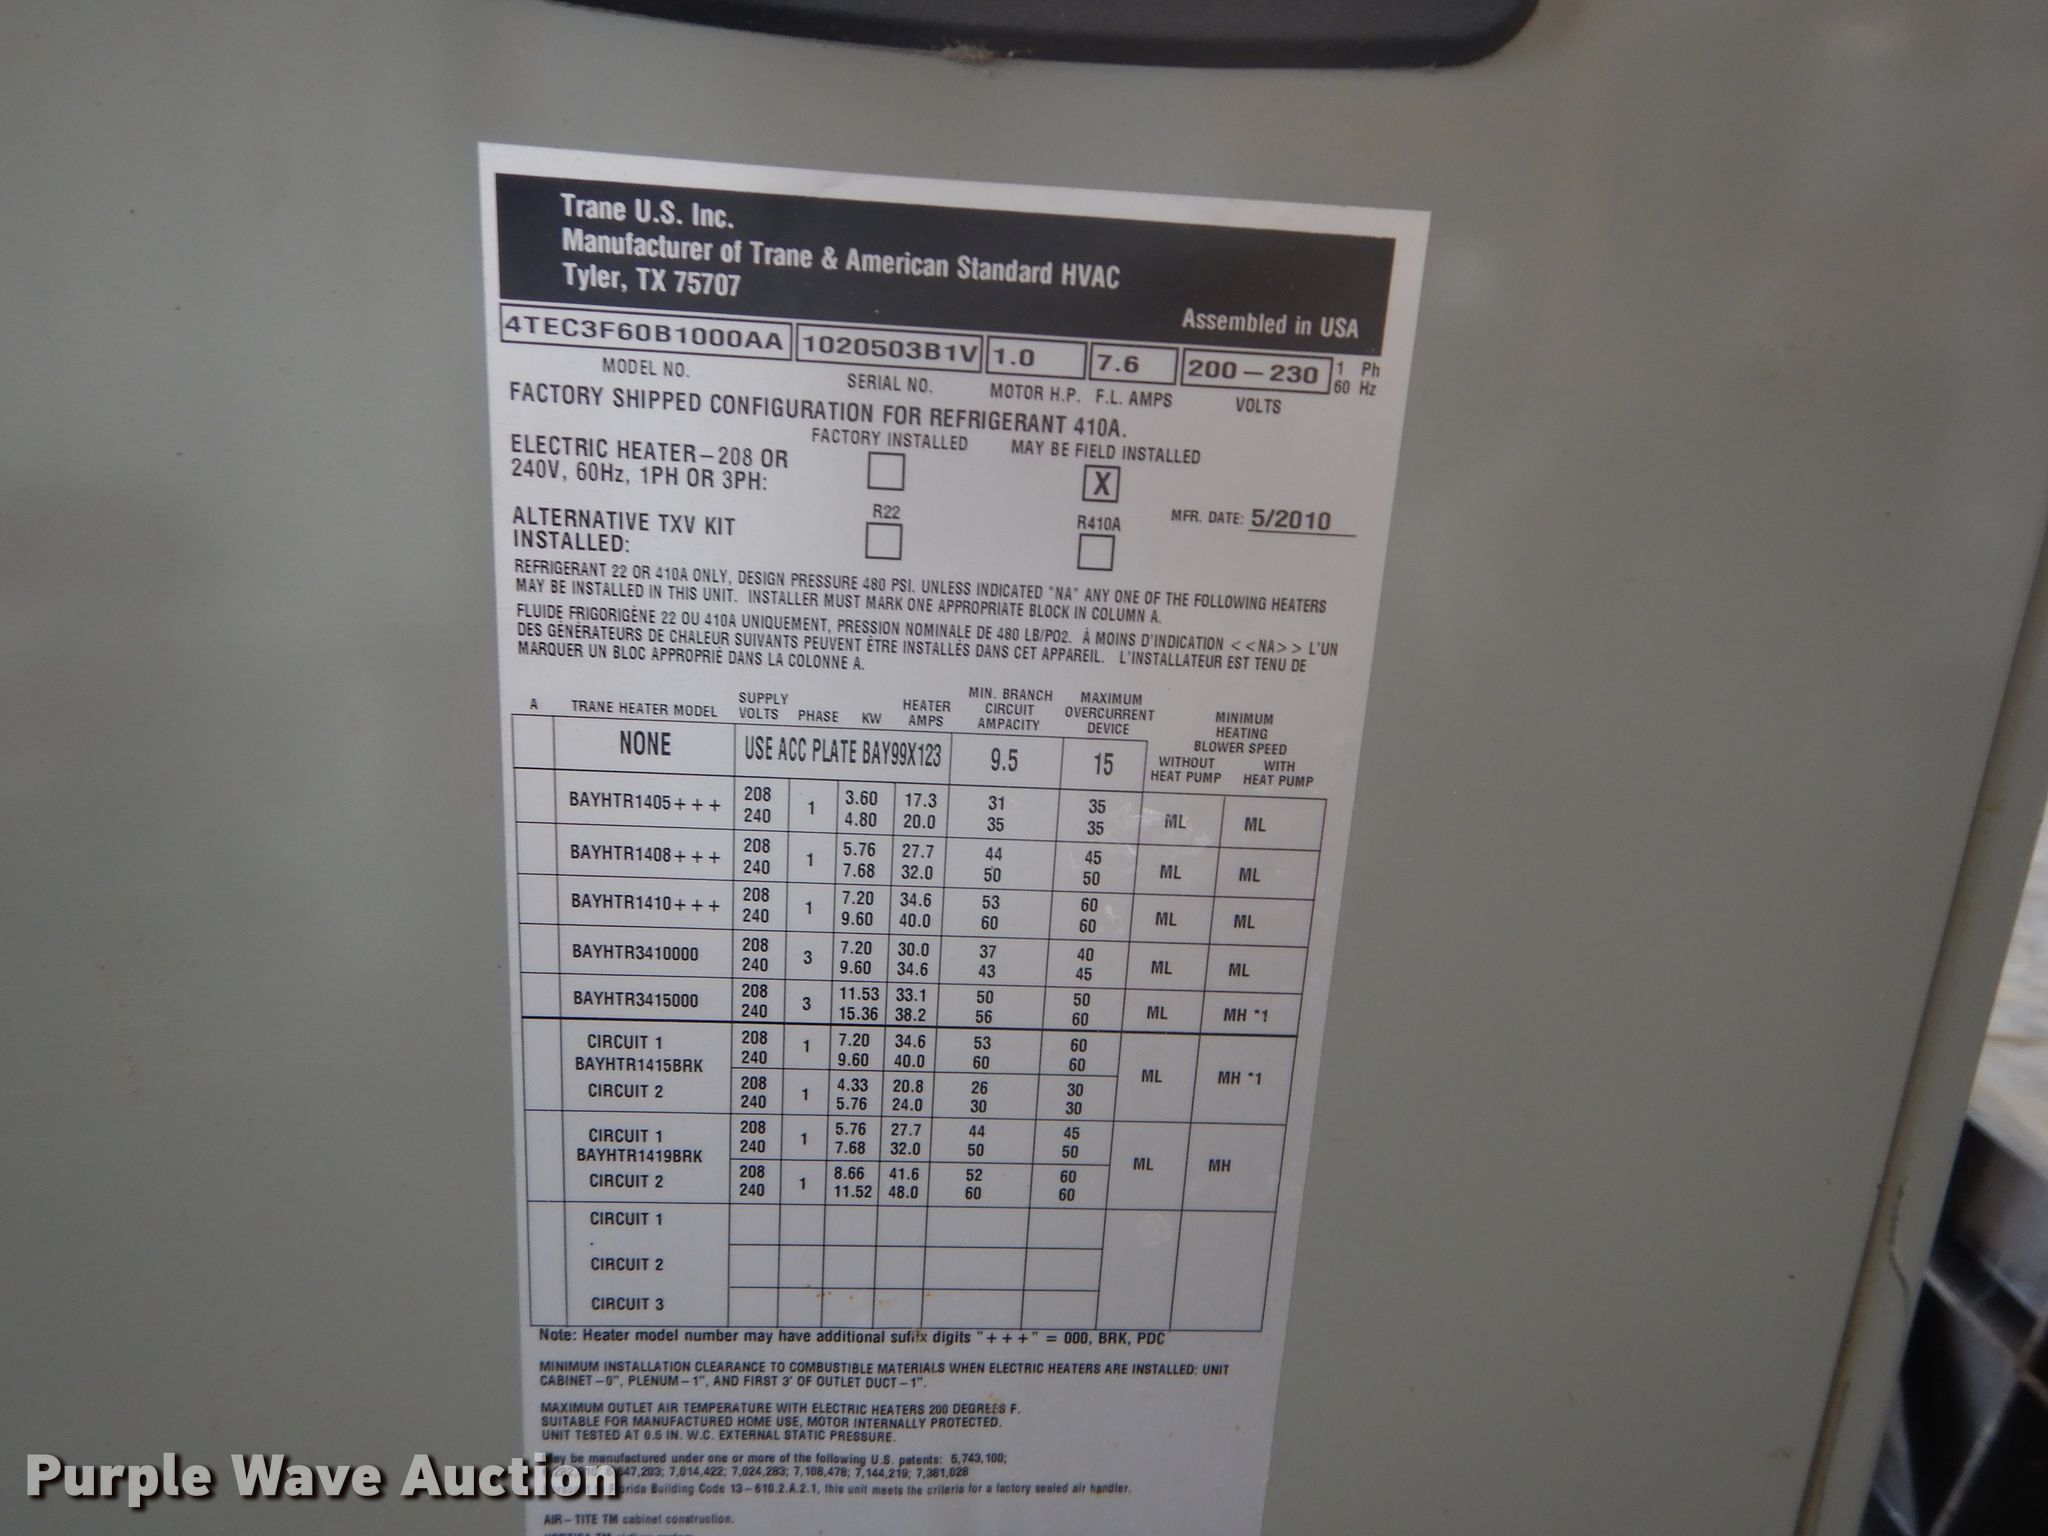 Trane U.S. Inc.
Manufacturer of Trane & American Standard HVAC
Tyler, TX 75707
Assembled in USA
4TEC3F60B1000AA 1020503B1V 1.0 7.6 200 – 230 1 Ph
60 Hz
MODEL NO. SERIAL NO. MOTOR H.P. F.L. AMPS VOLTS
FACTORY SHIPPED CONFIGURATION FOR REFRIGERANT 410A.
FACTORY INSTALLED MAY BE FIELD INSTALLED
ELECTRIC HEATER – 208 OR
240V, 60Hz, 1PH OR 3PH: X
R22 R410A MFR. DATE: 5/2010
ALTERNATIVE TXV KIT
INSTALLED:
REFRIGERANT 22 OR 410A ONLY, DESIGN PRESSURE 480 PSI. UNLESS INDICATED "NA" ANY ONE OF THE FOLLOWING HEATERS
MAY BE INSTALLED IN THIS UNIT. INSTALLER MUST MARK ONE APPROPRIATE BLOCK IN COLUMN A.
FLUIDE FRIGORIGÈNE 22 OU 410A UNIQUEMENT, PRESSION NOMINALE DE 480 LB/PO2. À MOINS D'INDICATION <<NA>> L'UN
DES GÉNÉRATEURS DE CHALEUR SUIVANTS PEUVENT ÊTRE INSTALLÉS DANS CET APPAREIL. L'INSTALLATEUR EST TENU DE
MARQUER UN BLOC APPROPRIÉ DANS LA COLONNE A.
A TRANE HEATER MODEL SUPPLY VOLTS PHASE KW HEATER AMPS MIN. BRANCH CIRCUIT AMPACITY MAXIMUM OVERCURRENT DEVICE MINIMUM HEATING BLOWER SPEED
WITHOUT HEAT PUMP WITH HEAT PUMP
NONE USE ACC PLATE BAY99X123 9.5 15
BAYHTR1405+++ 208 1 3.60 17.3 31 35 ML ML
240 4.80 20.0 35 35
BAYHTR1408+++ 208 1 5.76 27.7 44 45 ML ML
240 7.68 32.0 50 50
BAYHTR1410+++ 208 1 7.20 34.6 53 60 ML ML
240 9.60 40.0 60 60
BAYHTR3410000 208 3 7.20 30.0 37 40 ML ML
240 9.60 34.6 43 45
BAYHTR3415000 208 3 11.53 33.1 50 50 ML MH *1
240 15.36 38.2 56 60
CIRCUIT 1 208 1 7.20 34.6 53 60
BAYHTR1415BRK 240 9.60 40.0 60 60 ML MH *1
CIRCUIT 2 208 1 4.33 20.8 26 30
240 5.76 24.0 30 30
CIRCUIT 1 208 1 5.76 27.7 44 45
BAYHTR1419BRK 240 7.68 32.0 50 50 ML MH
CIRCUIT 2 208 1 8.66 41.6 52 60
240 11.52 48.0 60 60
CIRCUIT 1
CIRCUIT 2
CIRCUIT 3
Note: Heater model number may have additional suffix digits "+++" = 000, BRK, PDC
MINIMUM INSTALLATION CLEARANCE TO COMBUSTIBLE MATERIALS WHEN ELECTRIC HEATERS ARE INSTALLED: UNIT
CABINET – 0", PLENUM – 1", AND FIRST 3' OF OUTLET DUCT – 1".
MAXIMUM OUTLET AIR TEMPERATURE WITH ELECTRIC HEATERS 200 DEGREES F.
SUITABLE FOR MANUFACTURED HOME USE, MOTOR INTERNALLY PROTECTED.
UNIT TESTED AT 0.5 IN. W.C. EXTERNAL STATIC PRESSURE.
May be manufactured under one or more of the following U.S. patents: 5,743,100;
7,014,422; 7,024,283; 7,108,478; 7,144,219; 7,381,028
Building Code 13 – 610.2.A.2.1, this unit meets the criteria for a factory sealed air handler.
AIR – TITE TM cabinet construction.
Purple Wave Auction